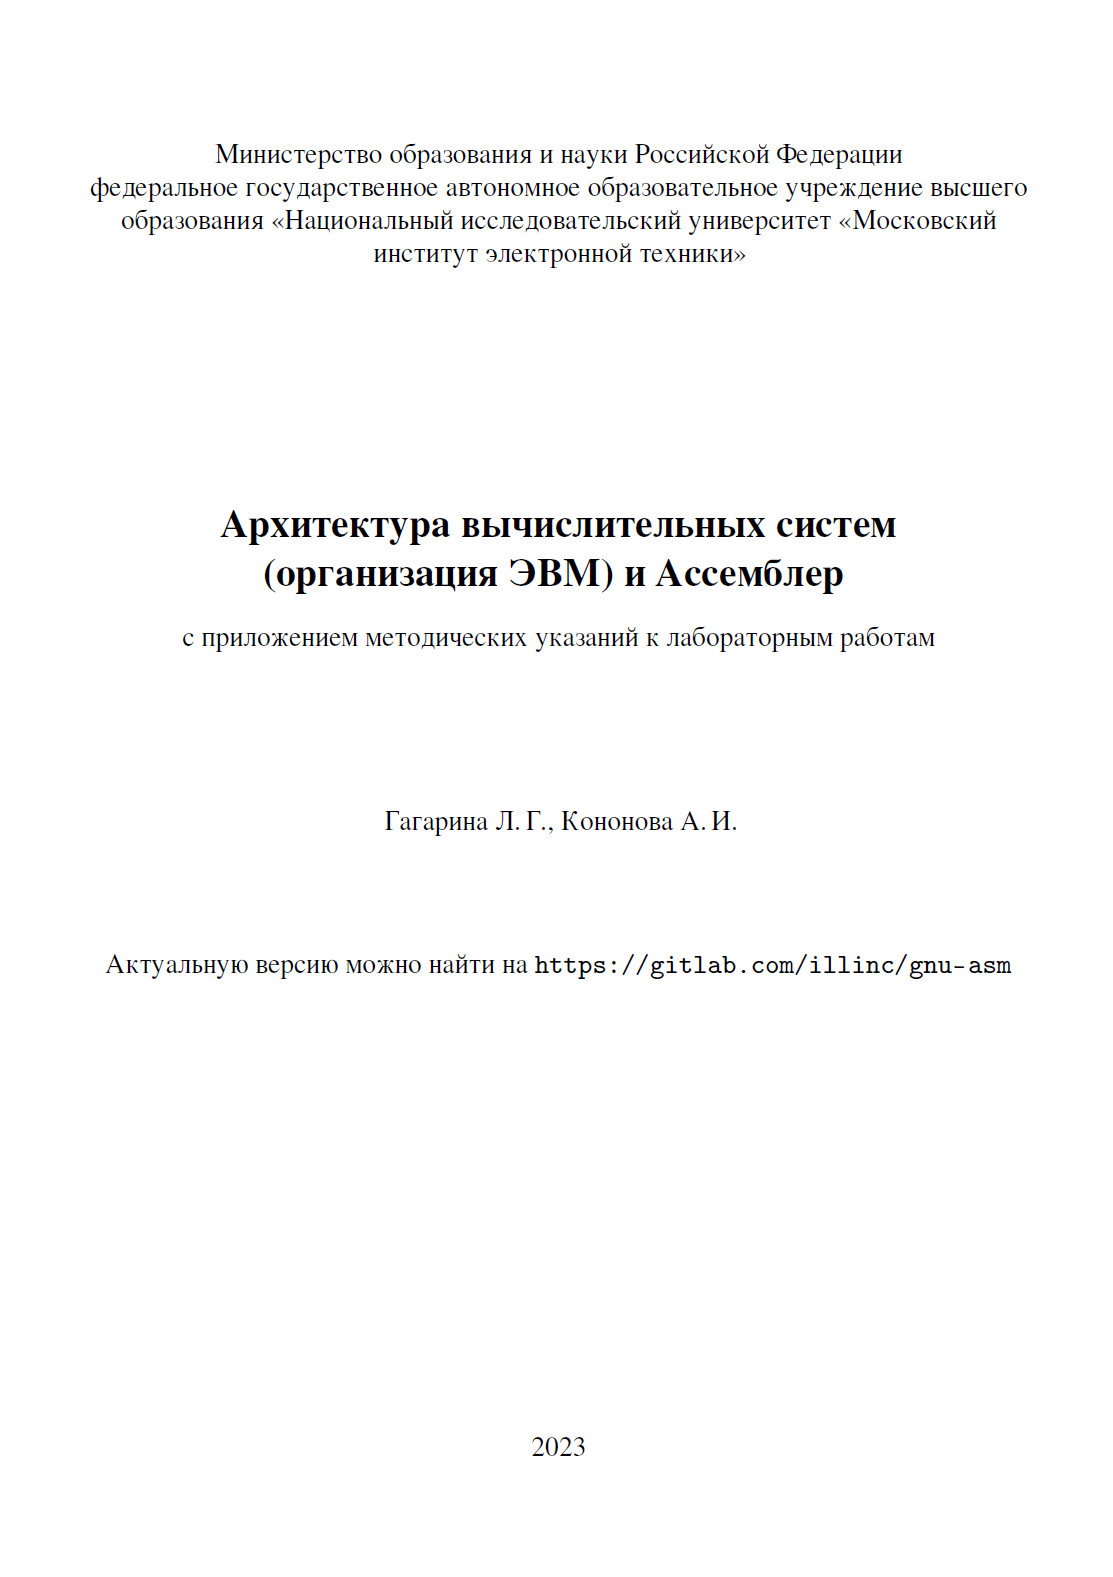 Министерство образования и науки Российской Федерации
федеральное государственное автономное образовательное учреждение высшего
образования «Национальный исследовательский университет «Московский
институт электронной техники»
Архитектура вычислительных систем
(организация ЭВМ) и Ассемблер
с приложением методических указаний к лабораторным работам
Гагарина Л. Г., Кононова А. И.
Актуальную версию можно найти на https://gitlab.com/illinc/gnu-asm
2023